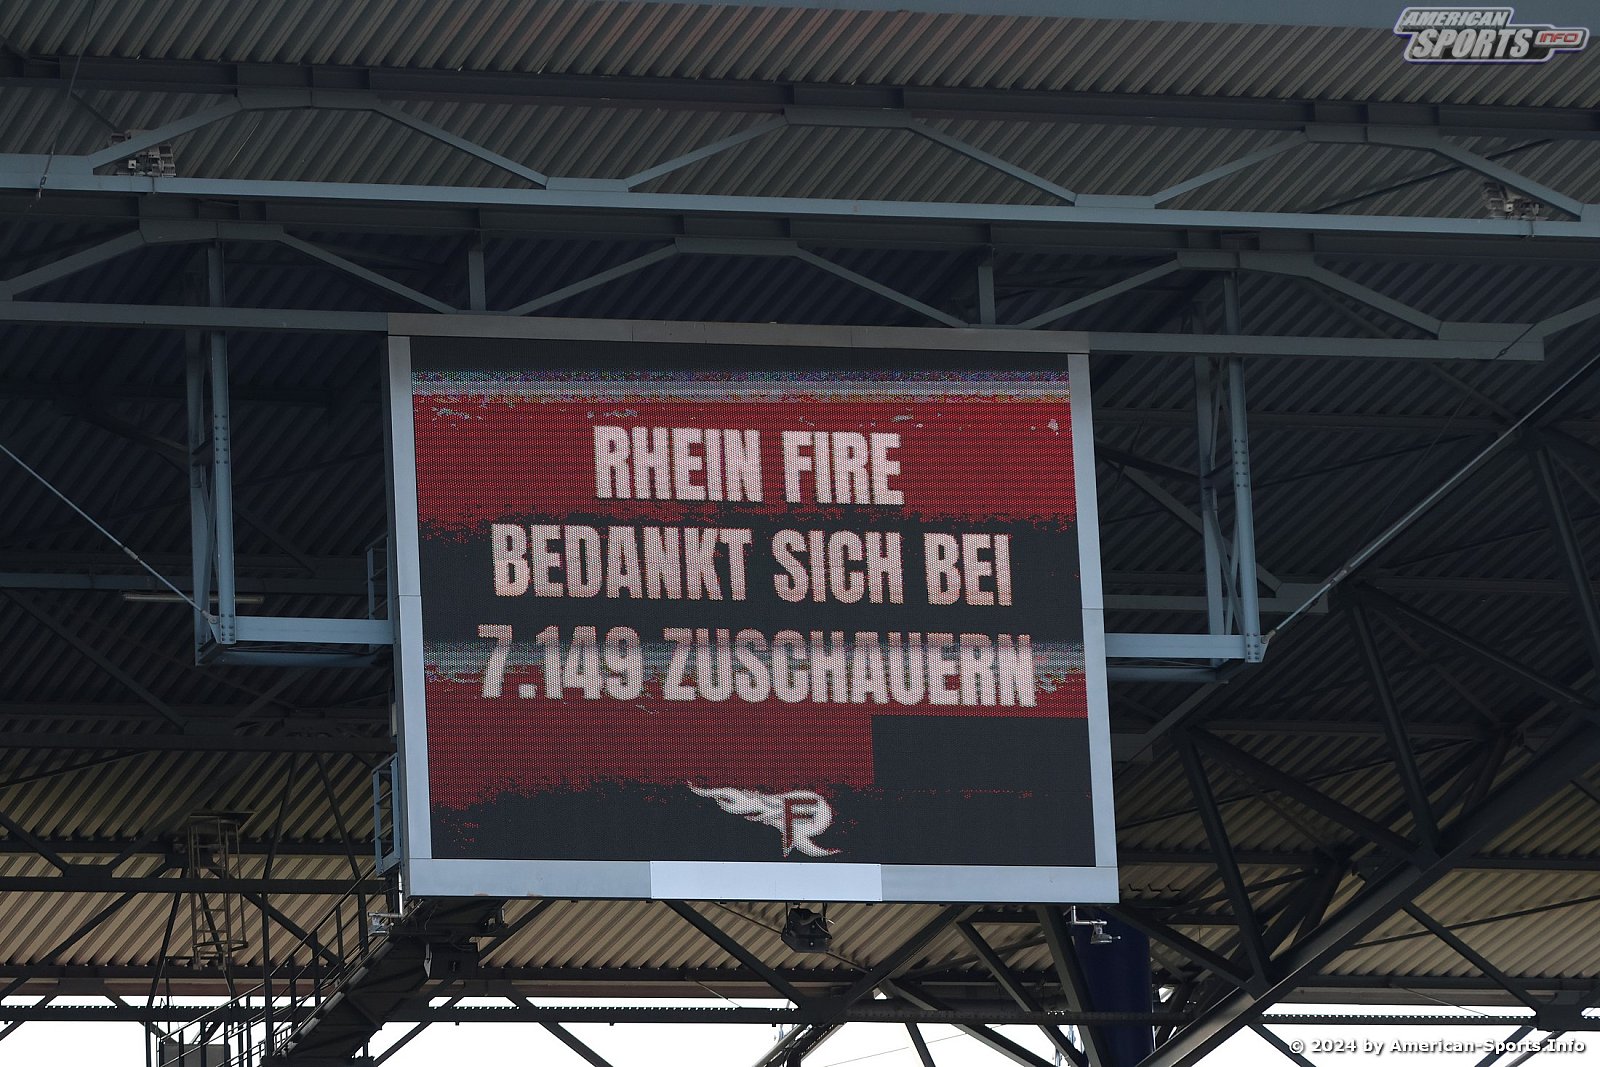 AMERICAN
SPORTS INFO
RHEIN FIRE
BEDANKT SICH BEI
7.149 ZUSCHAUERN
R
© 2024 by American-Sports.Info